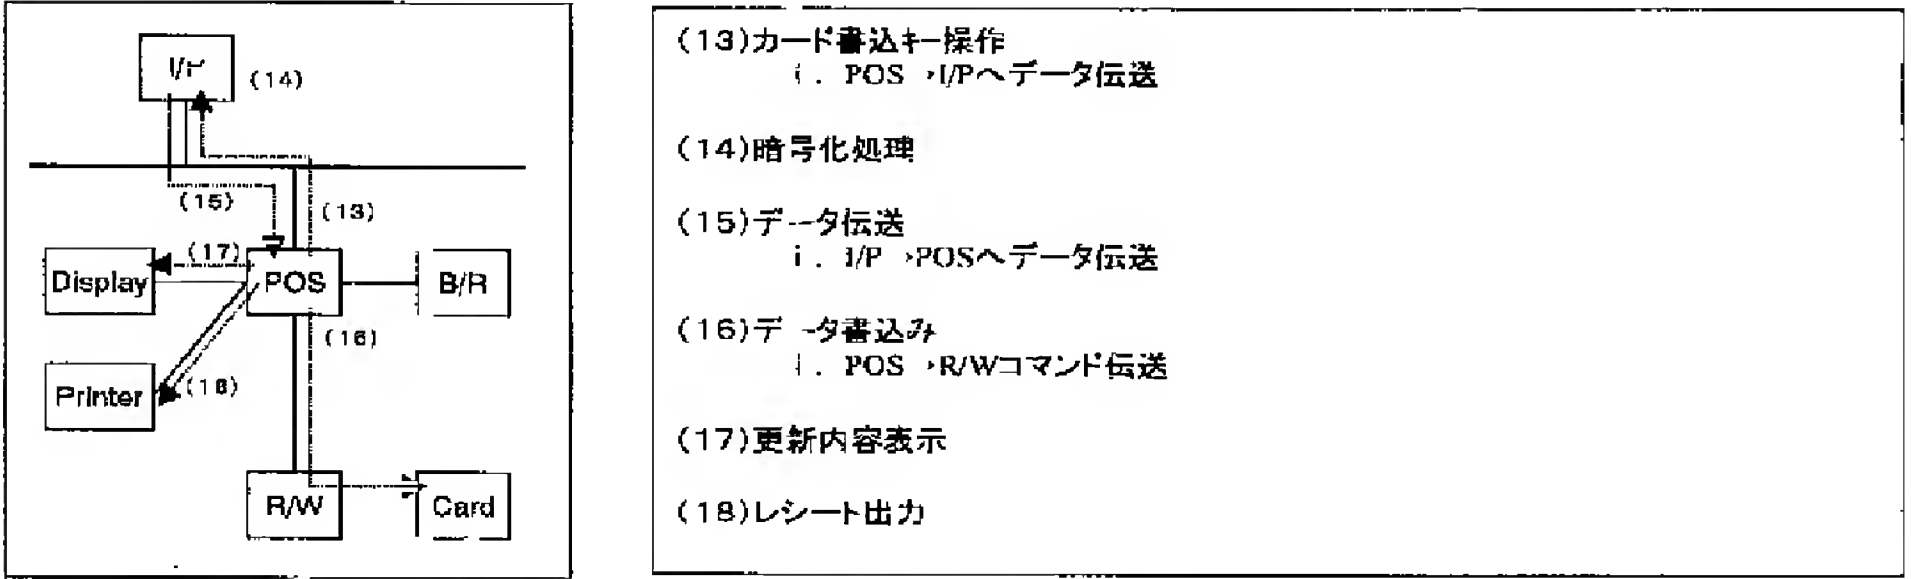 I/P
(14)
(15)
(13)
(17)
Display
POS
B/R
(16)
Printer
(18)
R/W
Card
(13)カード書込キー操作
i. POS→I/Pへデータ伝送
(14)暗号化処理
(15)データ伝送
i. I/P→POSへデータ伝送
(16)データ書込み
i. POS→R/Wコマンド伝送
(17)更新内容表示
(18)レシート出力